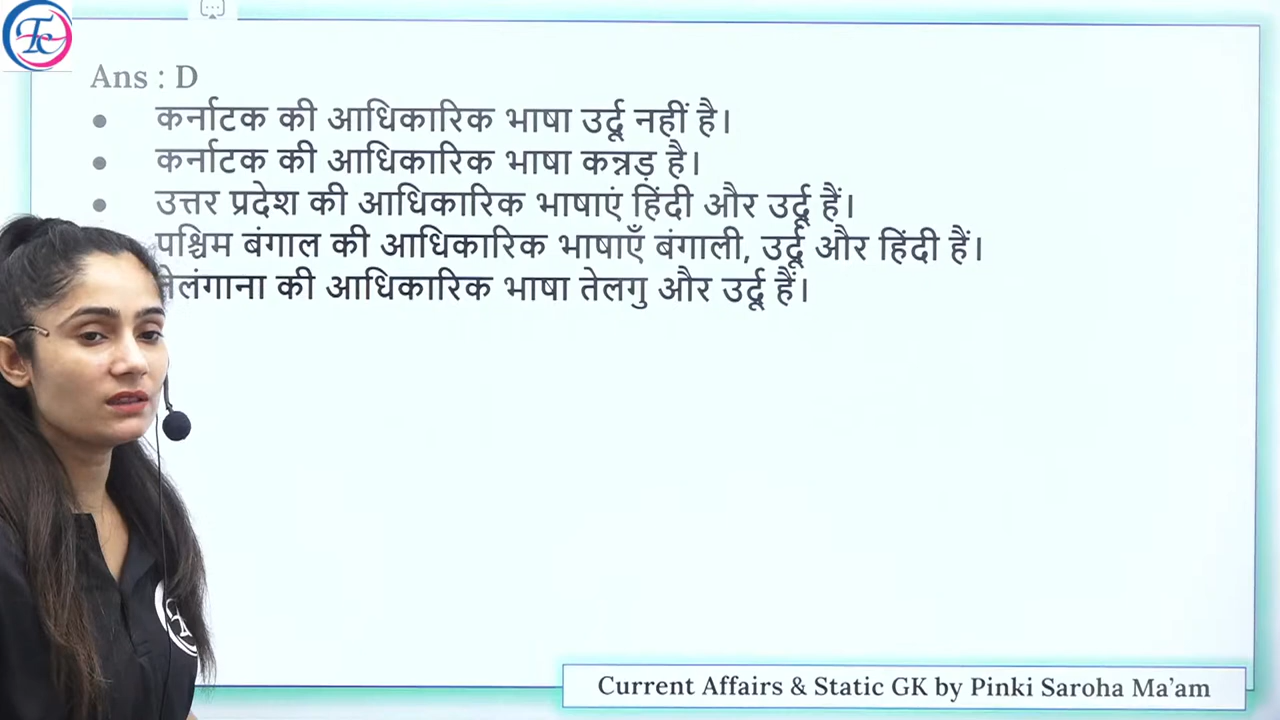 Ans : D
● कर्नाटक की आधिकारिक भाषा उर्दू नहीं है।
● कर्नाटक की आधिकारिक भाषा कन्नड़ है।
● उत्तर प्रदेश की आधिकारिक भाषाएं हिंदी और उर्दू हैं।
पश्चिम बंगाल की आधिकारिक भाषाएँ बंगाली, उर्दू और हिंदी हैं।
तेलंगाना की आधिकारिक भाषा तेलगु और उर्दू हैं।
Current Affairs & Static GK by Pinki Saroha Ma’am